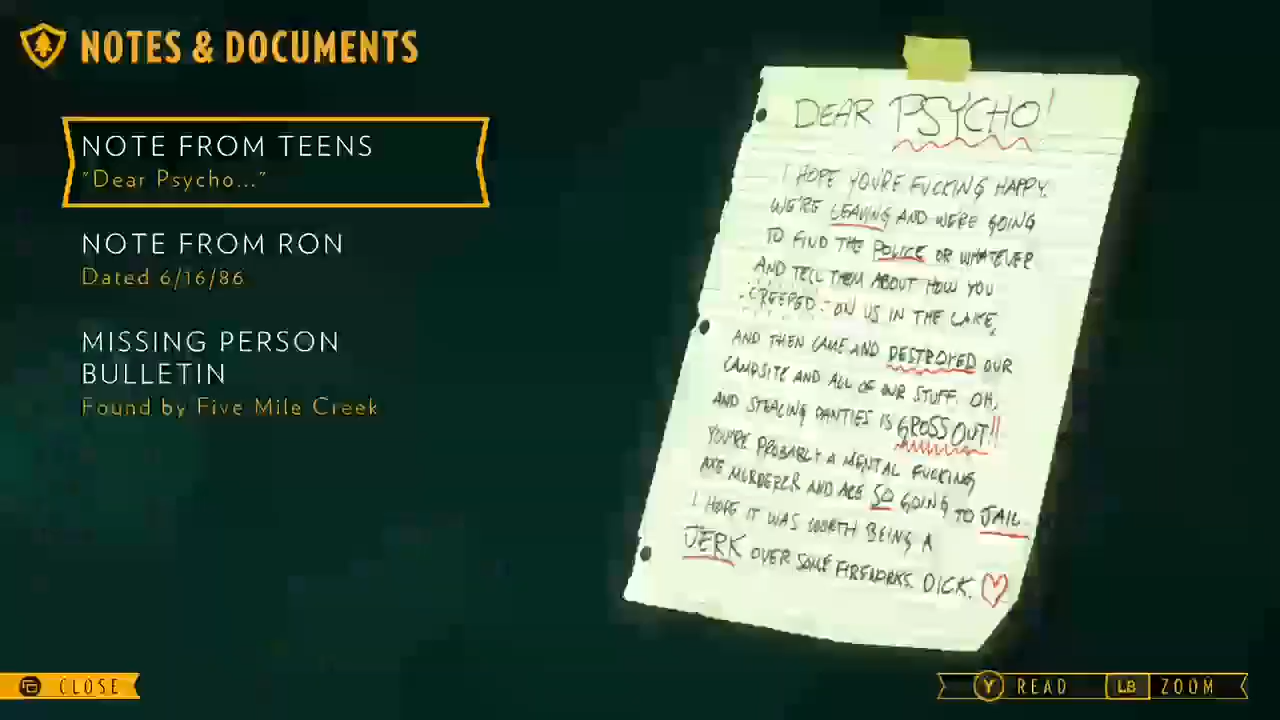 NOTES & DOCUMENTS
NOTE FROM TEENS
"Dear Psycho..."
NOTE FROM RON
Dated 6/16/86
MISSING PERSON
BULLETIN
Found by Five Mile Creek
DEAR PSYCHO!
I HOPE YOU'RE FUCKING HAPPY.
WE'RE LEAVING AND WE'RE GOING
TO FIND THE POLICE OR WHATEVER
AND TELL THEM ABOUT HOW YOU
CREEPED ON US IN THE LAKE,
AND THEN CAME AND DESTROYED OUR
CAMPSITE AND ALL OF OUR STUFF. OH,
AND STEALING PANTIES IS GROSS OUT!!
YOU'RE PROBABLY A MENTAL FUCKING
AXE MURDERER AND ARE SO GOING TO JAIL.
I HOPE IT WAS WORTH BEING A
JERK OVER SOME FIREWORKS. DICK.
CLOSE
Y READ LB ZOOM